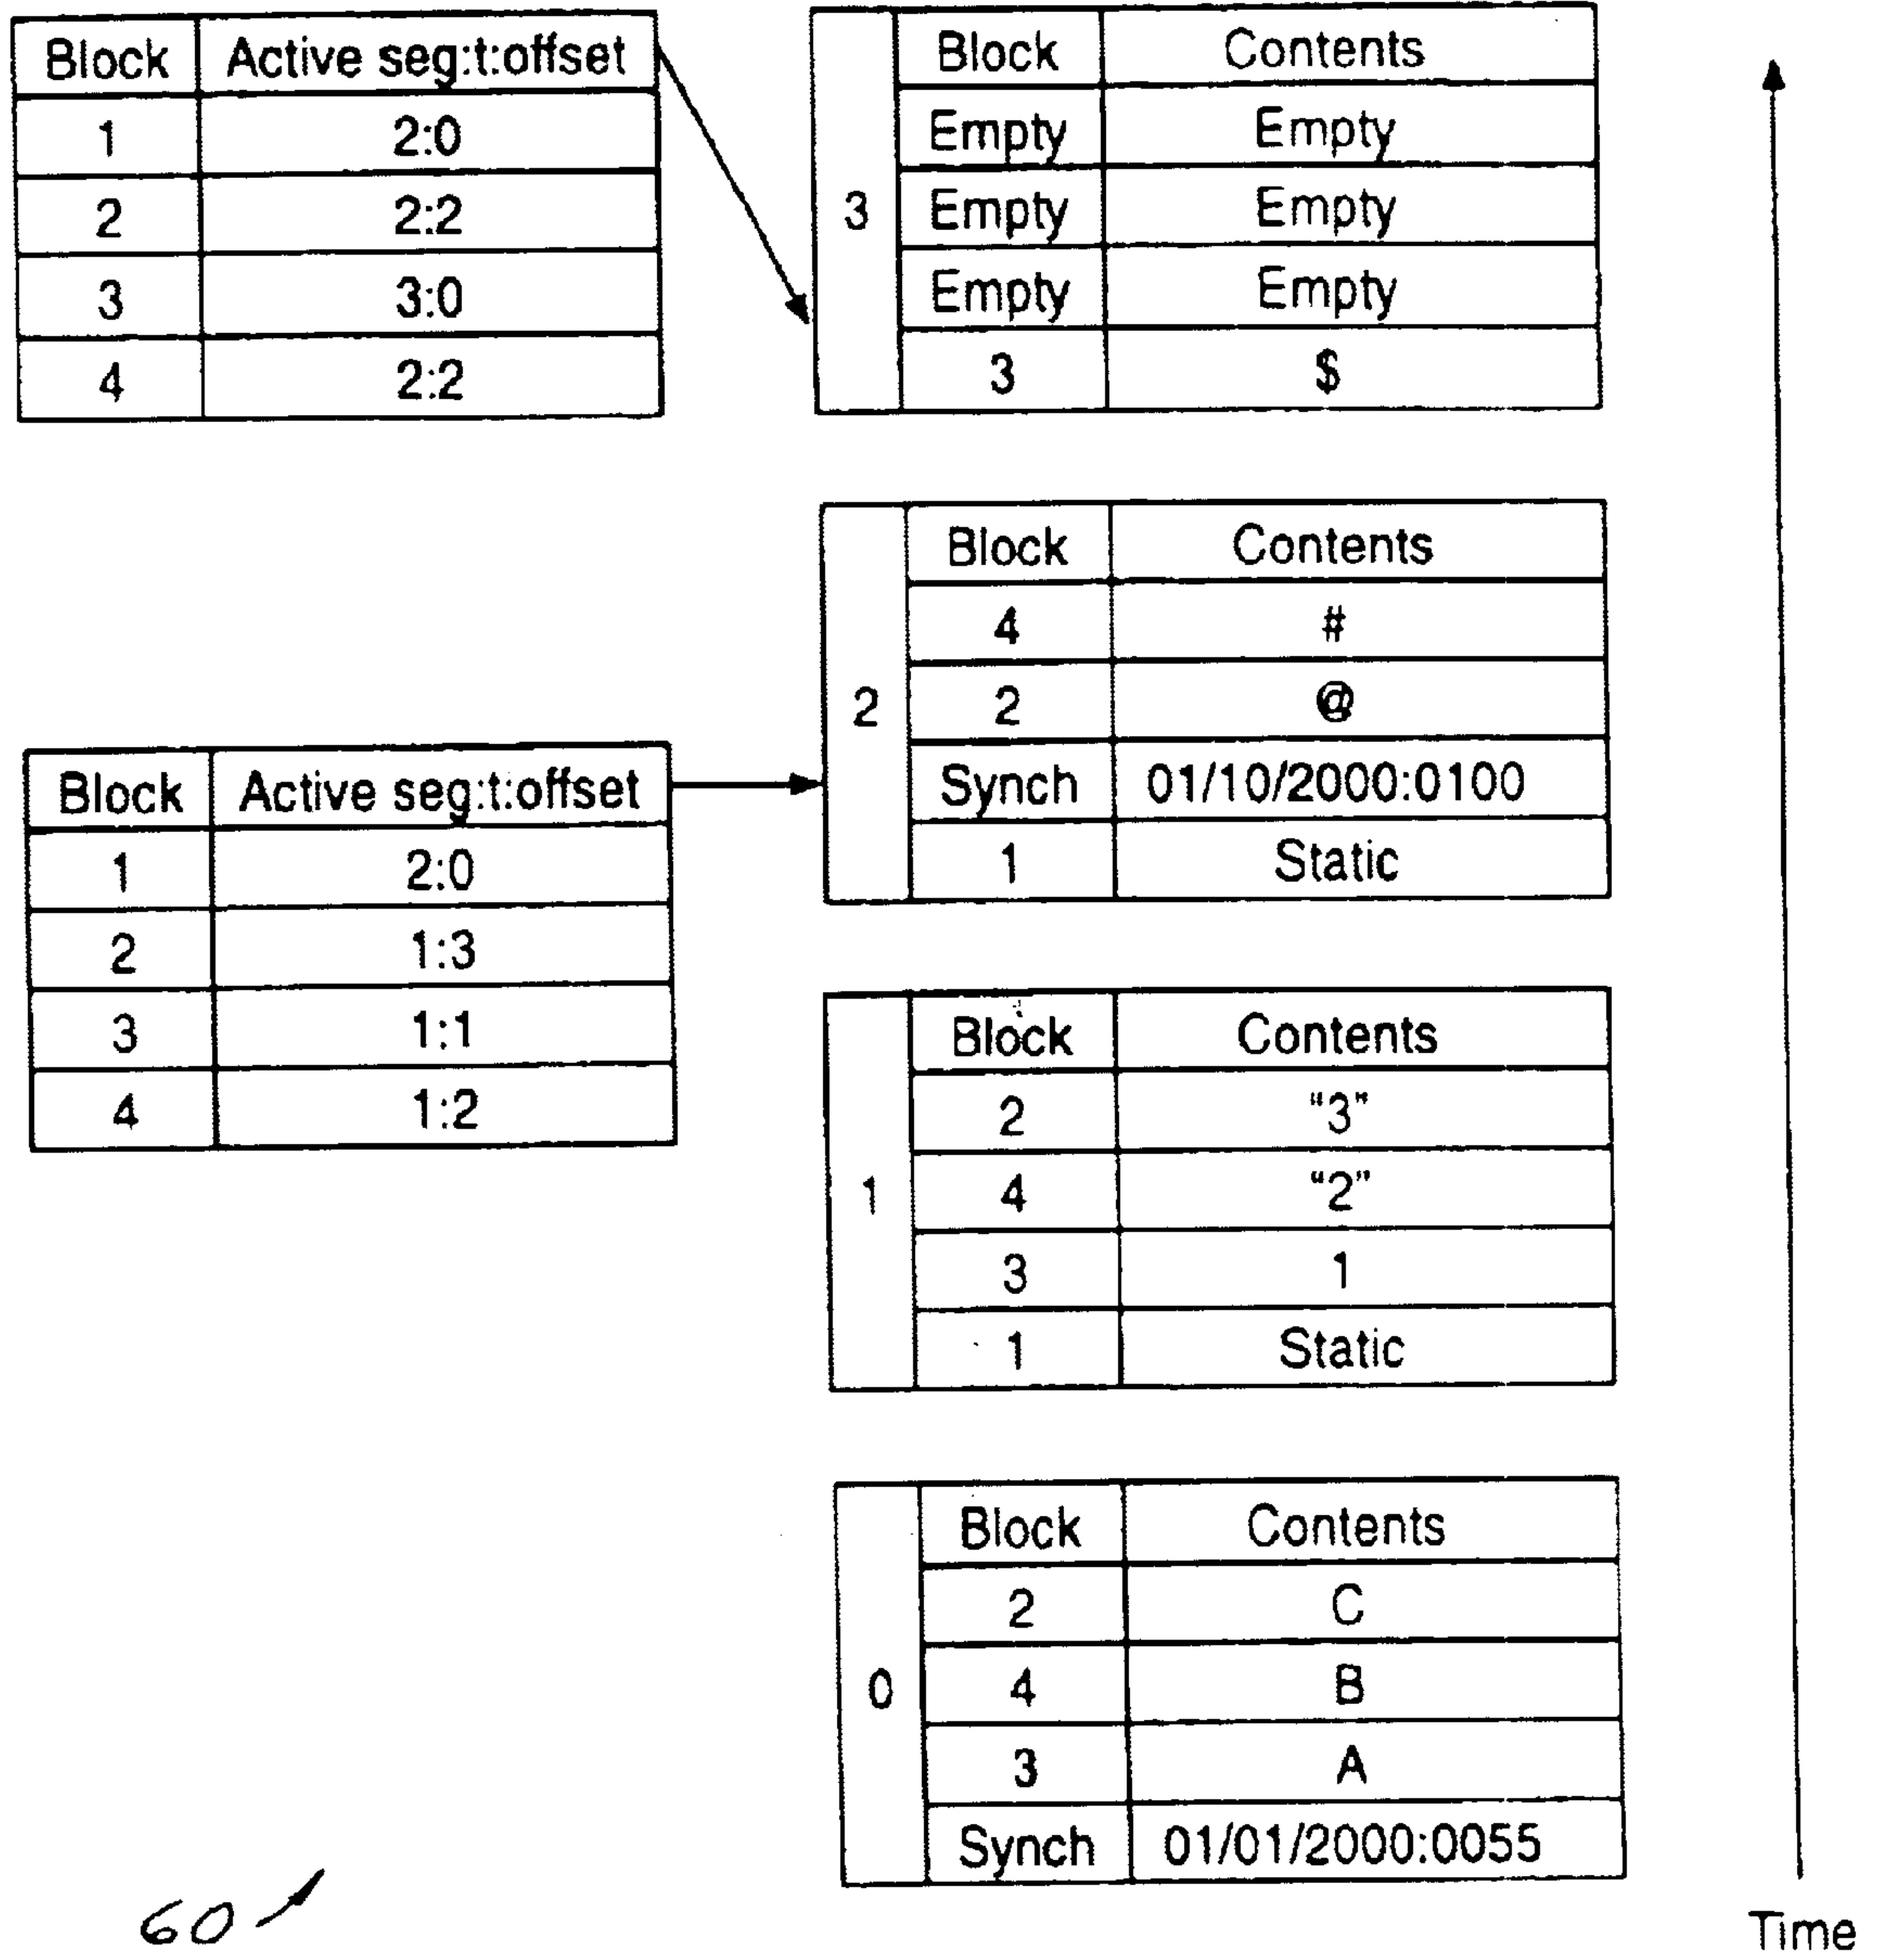 Block Active seg:t:offset
1 2:0
2 2:2
3 3:0
4 2:2
3
Block Contents
Empty Empty
Empty Empty
Empty Empty
3 $
2
Block Contents
4 #
2 @
Synch 01/10/2000:0100
1 Static
Block Active seg:t:offset
1 2:0
2 1:3
3 1:1
4 1:2
1
Block Contents
2 “3”
4 “2”
3 1
1 Static
0
Block Contents
2 C
4 B
3 A
Synch 01/01/2000:0055
60
Time